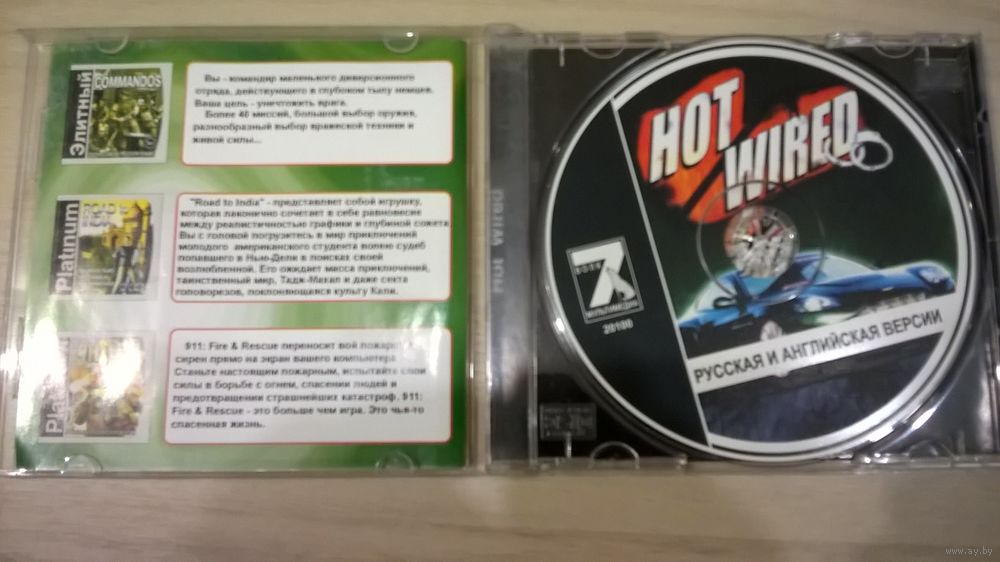 Элитный
COMMANDOS
Вы - командир маленького диверсионного
отряда, действующего в глубоком тылу немцев.
Ваша цель - уничтожить врага.
Более 40 миссий, большой выбор оружия,
разнообразный выбор вражеской техники и
живой силы...
Platinum
"Road to India" - представляет собой игрушку,
которая лаконично сочетает в себе равновесие
между реалистичностью графики и глубиной сюжета.
Вы с головой погрузитесь в мир приключений
молодого американского студента волею судеб
попавшего в Нью-Дели в поисках своей
возлюбленной. Его ожидает масса приключений,
таинственный мир, Тадж-Махал и даже секта
головорезов, поклоняющаяся культу Кали.
911: Fire & Rescue переносит вой
сирен прямо на экран вашего компьютера
Станьте настоящим пожарным, испытайте свои
силы в борьбе с огнем, спасении людей и
предотвращении страшнейших катастроф. 911:
Fire & Rescue - это больше чем игра. Это чья-то
спасенная жизнь.
Hot Wired
HOT
WIRED
7
ВОЛК
МУЛЬТИМЕДИА
20100
РУССКАЯ И АНГЛИЙСКАЯ ВЕРСИИ
www.ay.by